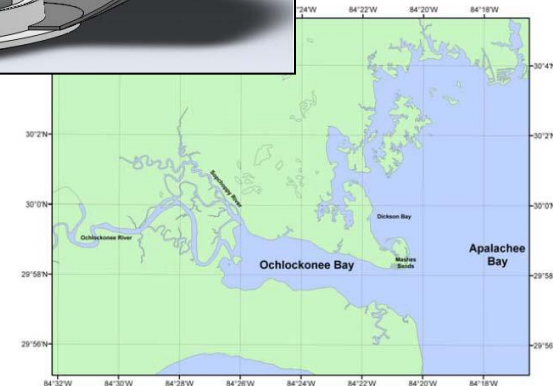 24'W 84°22'W 84°20'W 84°18'W
30°4'N
30°2'N 30°2'N
Sopchoppy River
30°0'N 30°0'N
Dickson Bay
Ochlockonee River
Apalachee
Bay
Ochlockonee Bay
Mashes
Sands
29°58'N 29°58'
29°56'N 29°56
84°32'W 84°30'W 84°28'W 84°26'W 84°24'W 84°22'W 84°20'W 84°18'W